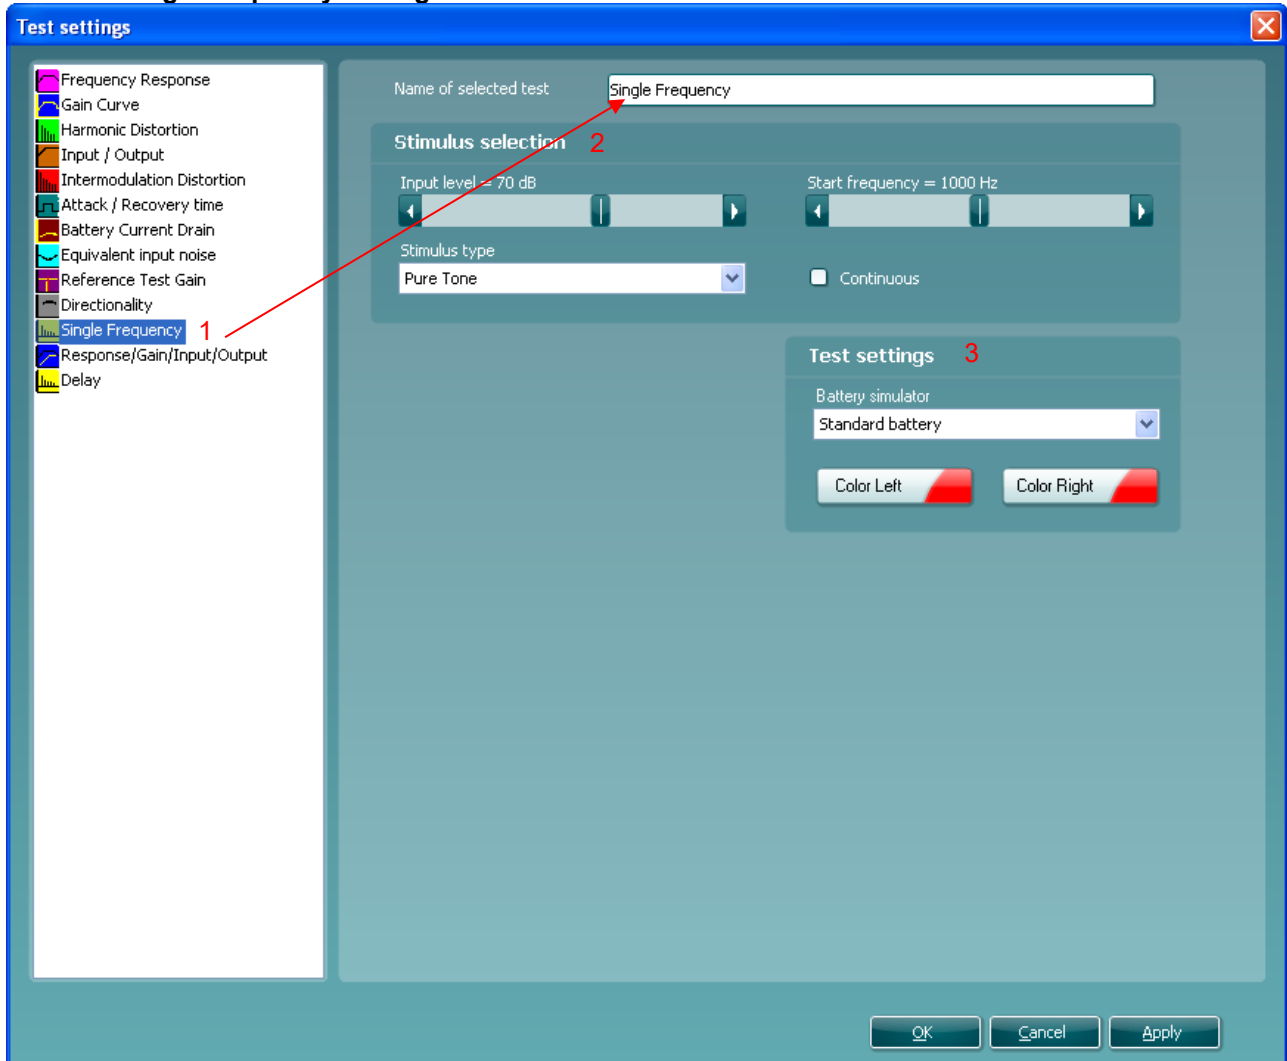 Test settings
Frequency Response
Gain Curve
Harmonic Distortion
Input / Output
Intermodulation Distortion
Attack / Recovery time
Battery Current Drain
Equivalent input noise
Reference Test Gain
Directionality
Single Frequency 1
Response/Gain/Input/Output
Delay
Name of selected test Single Frequency
Stimulus selection 2
Input level = 70 dB Start frequency = 1000 Hz
Stimulus type
Pure Tone Continuous
Test settings 3
Battery simulator
Standard battery
Color Left Color Right
OK Cancel Apply